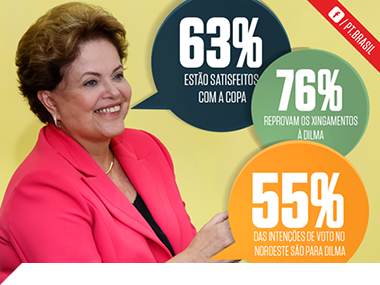 /PT.BRASIL
63%
ESTÃO SATISFEITOS
COM A COPA
76%
REPROVAM OS XINGAMENTOS
À DILMA
55%
DAS INTENÇÕES DE VOTO NO
NORDESTE SÃO PARA DILMA